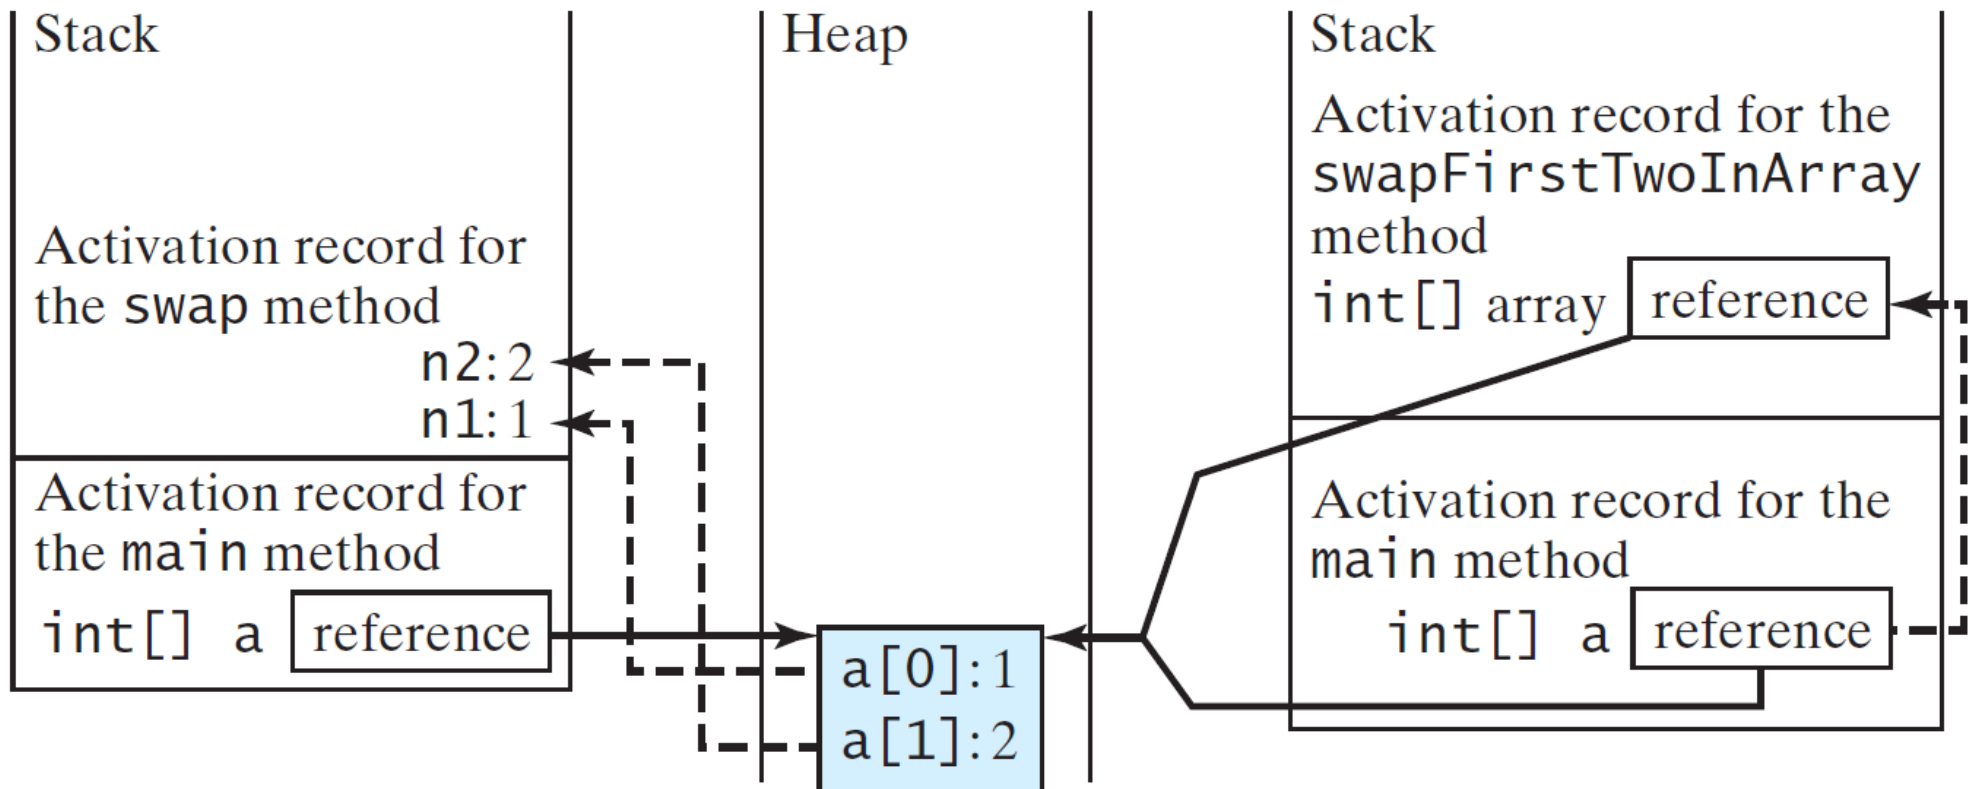 Stack
Activation record for
the swap method
n2: 2
n1: 1
Activation record for
the main method
int[] a reference
Heap
a[0]: 1
a[1]: 2
Stack
Activation record for the
swapFirstTwoInArray
method
int[] array reference
Activation record for the
main method
int[] a reference